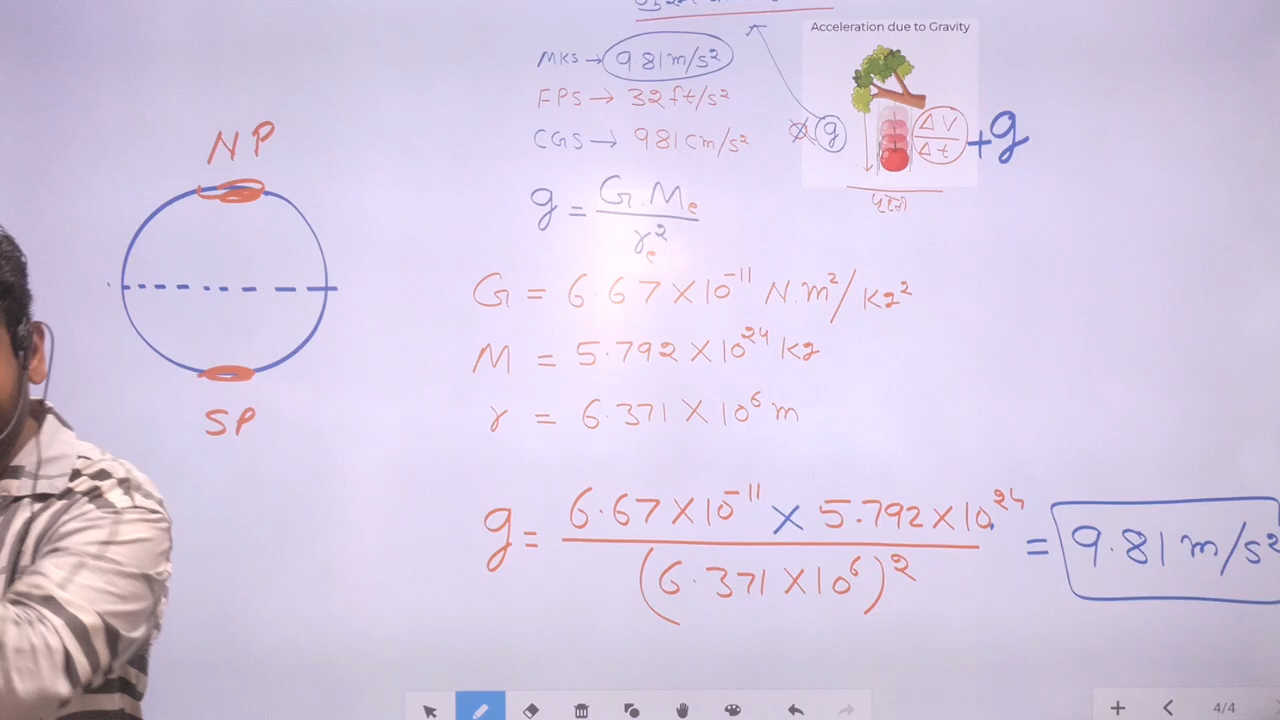 Acceleration due to Gravity
MKS → 9.81 m/s²
FPS → 32 ft/s²
CGS → 981 cm/s²
g
ΔV
Δt
+g
पृथ्वी
NP
SP
g = G.Me / re²
G = 6.67 × 10⁻¹¹ N.m²/Kg²
M = 5.792 × 10²⁴ Kg
r = 6.371 × 10⁶ m
g = 6.67 × 10⁻¹¹ × 5.792 × 10²⁴ / (6.371 × 10⁶)² = 9.81 m/s²
4/4